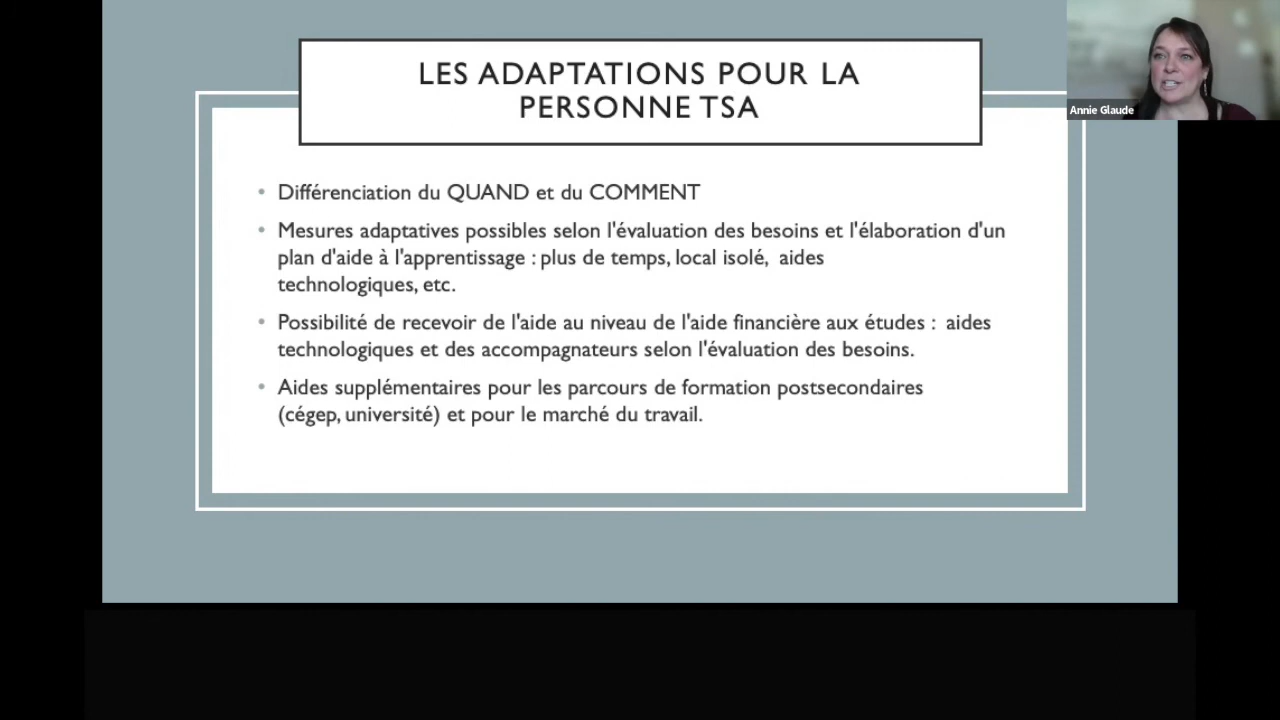 LES ADAPTATIONS POUR LA
PERSONNE TSA
Annie Glaude
• Différenciation du QUAND et du COMMENT
• Mesures adaptatives possibles selon l'évaluation des besoins et l'élaboration d'un
plan d'aide à l'apprentissage : plus de temps, local isolé,  aides
technologiques, etc.
• Possibilité de recevoir de l'aide au niveau de l'aide financière aux études :  aides
technologiques et des accompagnateurs selon l'évaluation des besoins.
• Aides supplémentaires pour les parcours de formation postsecondaires
(cégep, université) et pour le marché du travail.